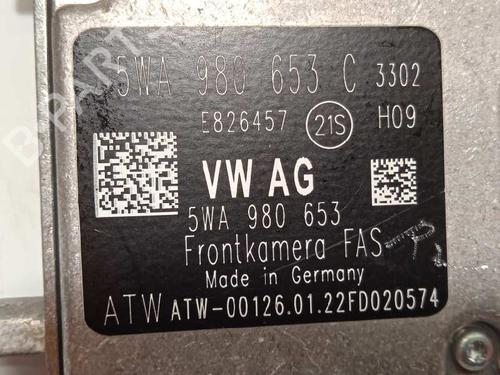 5WA 980 653 C 3302
E826457 21S H09
VW AG
5WA 980 653
Frontkamera FAS
Made in Germany
ATW ATW-00126.01.22FD020574